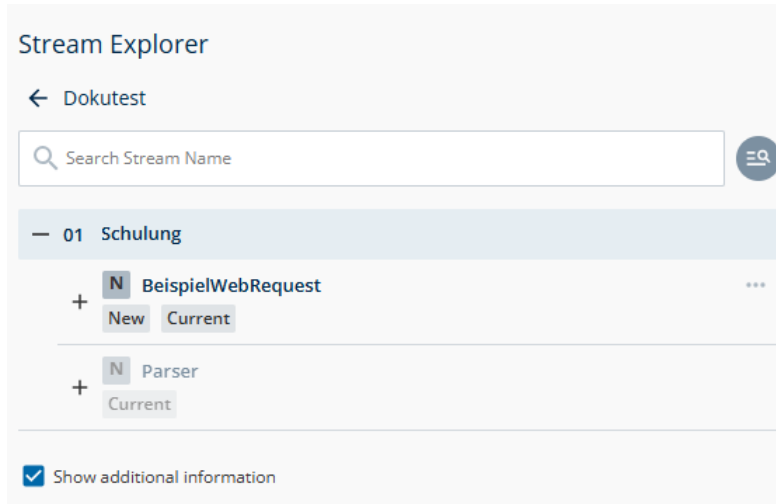 Stream Explorer
Dokutest
Search Stream Name
01 Schulung
N BeispielWebRequest
New Current
N Parser
Current
Show additional information